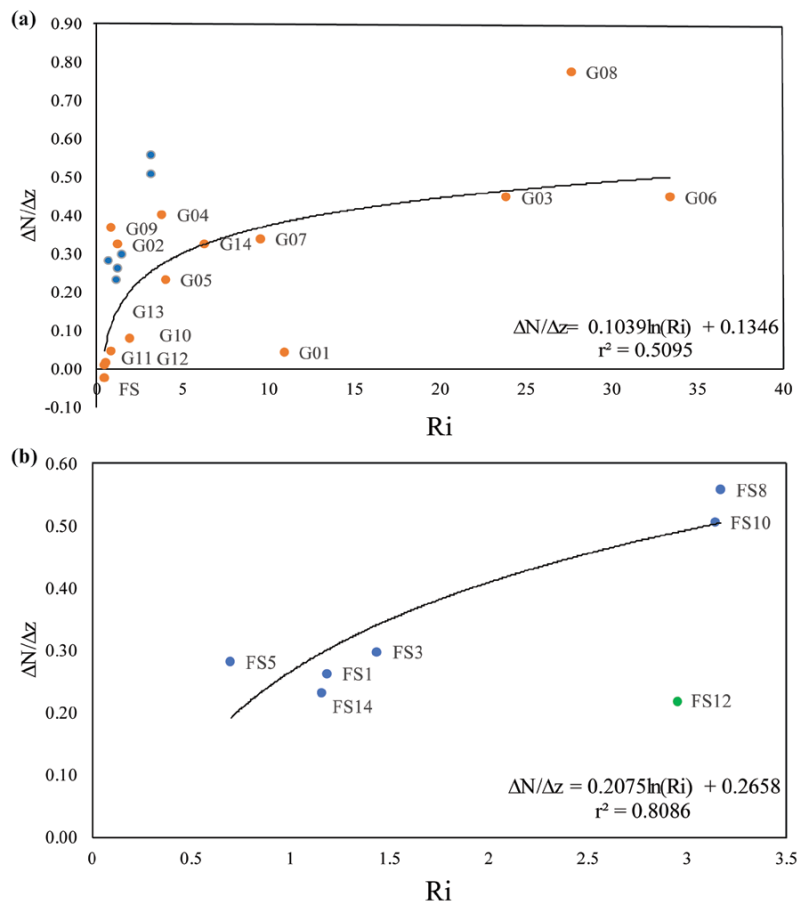 (a)
0.90
0.80
0.70
0.60
0.50
0.40
0.30
0.20
0.10
0.00
-0.10
ΔN/Δz
G08
G04
G09
G02
G14
G07
G03
G06
G05
G13
G10
G11
G12
G01
FS
ΔN/Δz= 0.1039ln(Ri) + 0.1346
r² = 0.5095
0 5 10 15 20 25 30 35 40
Ri
(b)
0.60
0.50
0.40
0.30
0.20
0.10
0.00
ΔN/Δz
FS8
FS10
FS5
FS3
FS1
FS14
FS12
ΔN/Δz = 0.2075ln(Ri) + 0.2658
r² = 0.8086
0 0.5 1 1.5 2 2.5 3 3.5
Ri